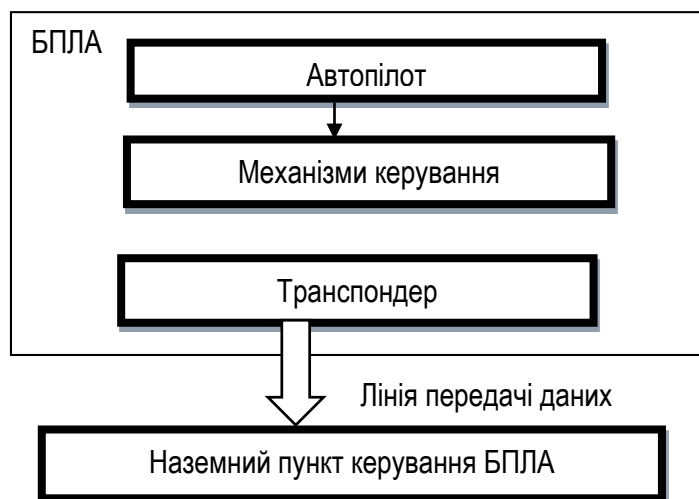 БПЛА
Автопілот
Механізми керування
Транспондер
Лінія передачі даних
Наземний пункт керування БПЛА